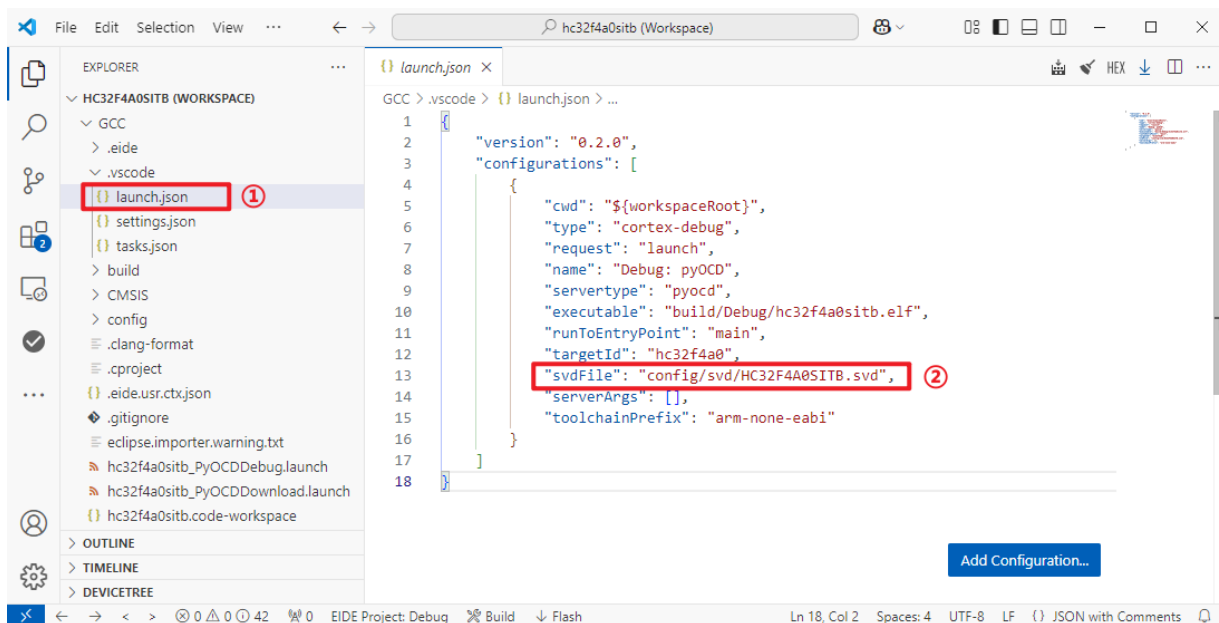 File Edit Selection View ··· hc32f4a0sitb (Workspace)
EXPLORER ···
HC32F4A0SITB (WORKSPACE)
GCC
.eide
.vscode
launch.json ①
settings.json
tasks.json
build
CMSIS
config
.clang-format
.cproject
.eide.usr.ctx.json
.gitignore
eclipse.importer.warning.txt
hc32f4a0sitb_PyOCDDebug.launch
hc32f4a0sitb_PyOCDDownload.launch
hc32f4a0sitb.code-workspace
OUTLINE
TIMELINE
DEVICETREE
2
{} launch.json × HEX ···
GCC > .vscode > {} launch.json > ...
1 {
2 "version": "0.2.0",
3 "configurations": [
4 {
5 "cwd": "${workspaceRoot}",
6 "type": "cortex-debug",
7 "request": "launch",
8 "name": "Debug: pyOCD",
9 "servertype": "pyocd",
10 "executable": "build/Debug/hc32f4a0sitb.elf",
11 "runToEntryPoint": "main",
12 "targetId": "hc32f4a0",
13 "svdFile": "config/svd/HC32F4A0SITB.svd", ②
14 "serverArgs": [],
15 "toolchainPrefix": "arm-none-eabi"
16 }
17 ]
18 }
Add Configuration...
0 0 42 0 EIDE Project: Debug Build Flash Ln 18, Col 2 Spaces: 4 UTF-8 LF {} JSON with Comments